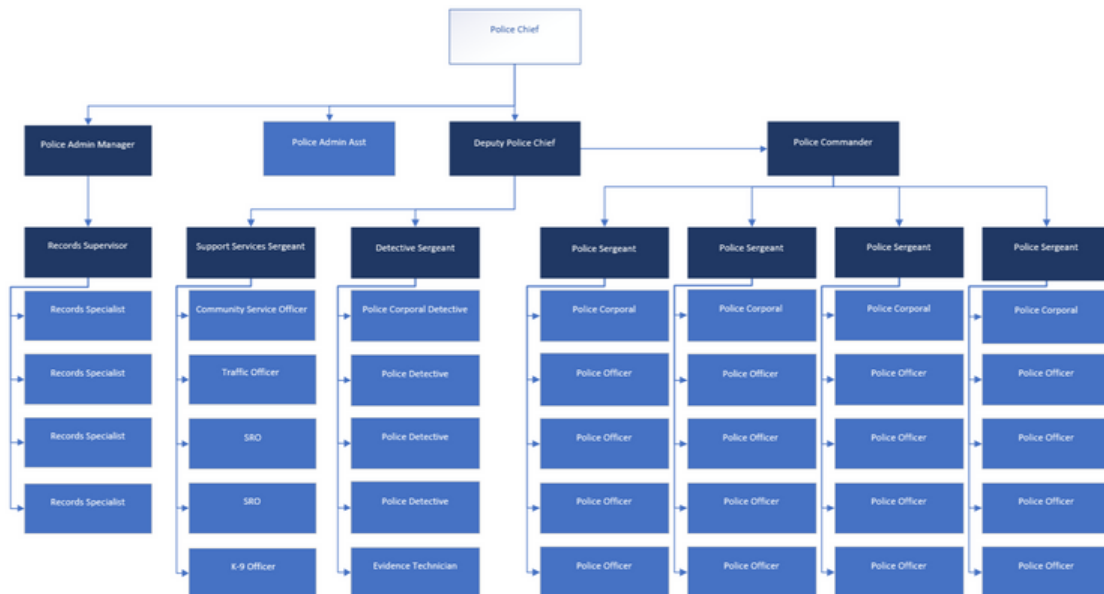 Police Chief
Police Admin Manager
Police Admin Asst
Deputy Police Chief
Police Commander
Records Supervisor
Support Services Sergeant
Detective Sergeant
Police Sergeant
Police Sergeant
Police Sergeant
Police Sergeant
Records Specialist
Community Service Officer
Police Corporal Detective
Police Corporal
Police Corporal
Police Corporal
Police Corporal
Records Specialist
Traffic Officer
Police Detective
Police Officer
Police Officer
Police Officer
Police Officer
Records Specialist
SRO
Police Detective
Police Officer
Police Officer
Police Officer
Police Officer
Records Specialist
SRO
Police Detective
Police Officer
Police Officer
Police Officer
Police Officer
K-9 Officer
Evidence Technician
Police Officer
Police Officer
Police Officer
Police Officer